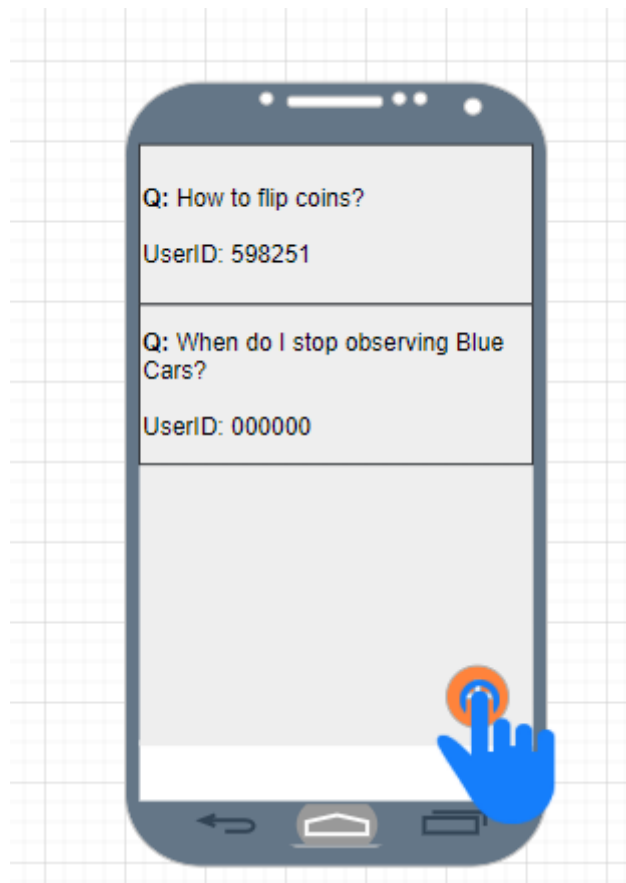 Q: How to flip coins?
UserID: 598251
Q: When do I stop observing Blue
Cars?
UserID: 000000